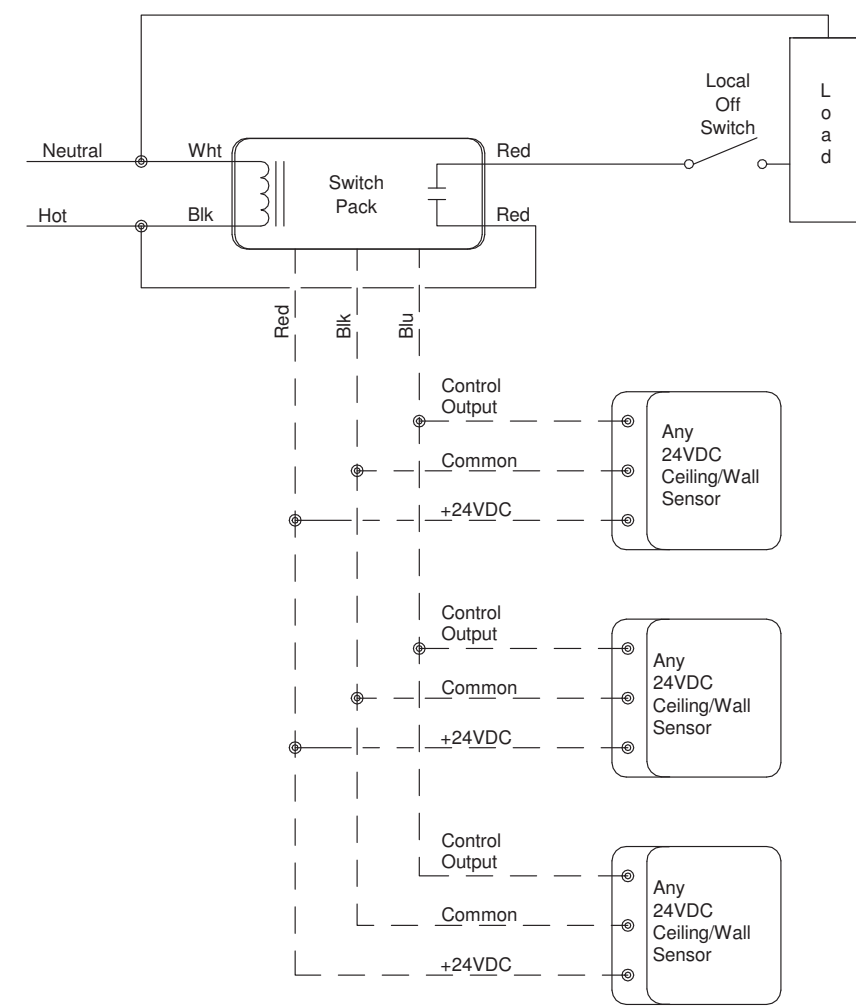 Local
Off
Switch
L
o
a
d
Neutral
Wht
Switch
Pack
Red
Hot
Blk
Red
Red
Blk
Blu
Control
Output
Common
+24VDC
Any
24VDC
Ceiling/Wall
Sensor
Control
Output
Common
+24VDC
Any
24VDC
Ceiling/Wall
Sensor
Control
Output
Common
+24VDC
Any
24VDC
Ceiling/Wall
Sensor